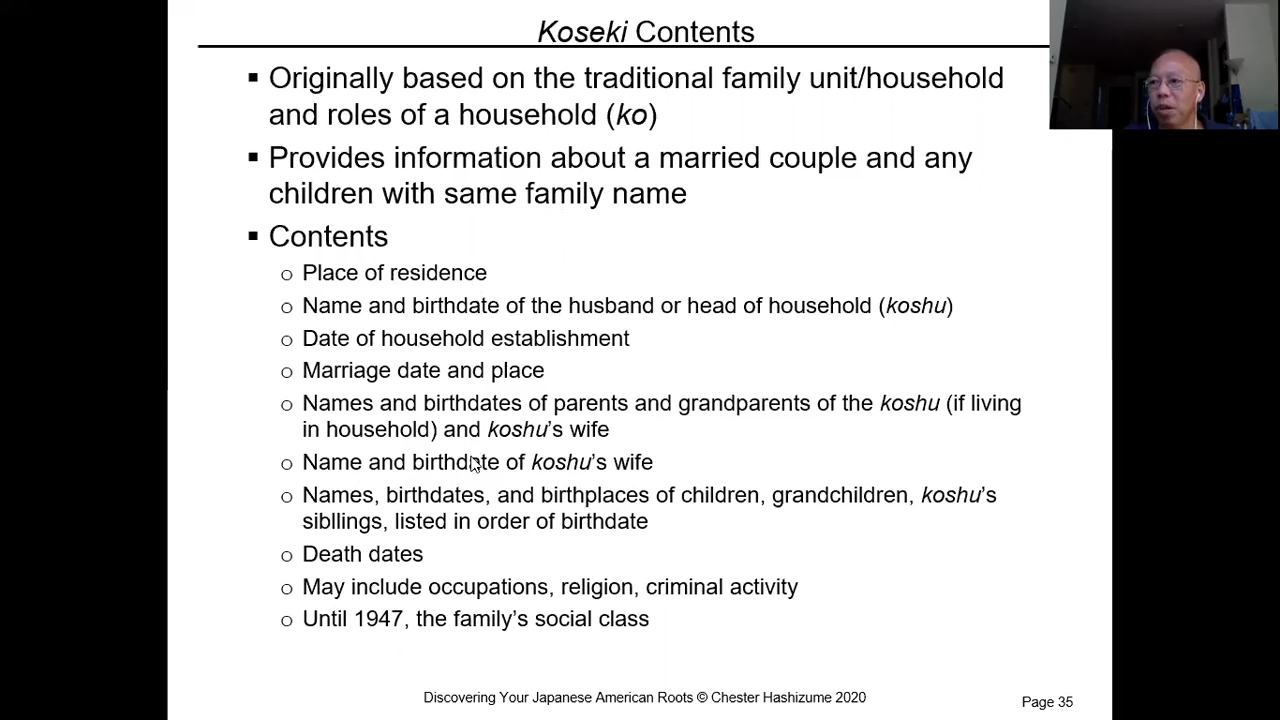 Koseki Contents
▪ Originally based on the traditional family unit/household
and roles of a household (ko)
▪ Provides information about a married couple and any
children with same family name
▪ Contents
o Place of residence
o Name and birthdate of the husband or head of household (koshu)
o Date of household establishment
o Marriage date and place
o Names and birthdates of parents and grandparents of the koshu (if living
in household) and koshu's wife
o Name and birthdate of koshu's wife
o Names, birthdates, and birthplaces of children, grandchildren, koshu's
sibllings, listed in order of birthdate
o Death dates
o May include occupations, religion, criminal activity
o Until 1947, the family's social class
Discovering Your Japanese American Roots © Chester Hashizume 2020
Page 35